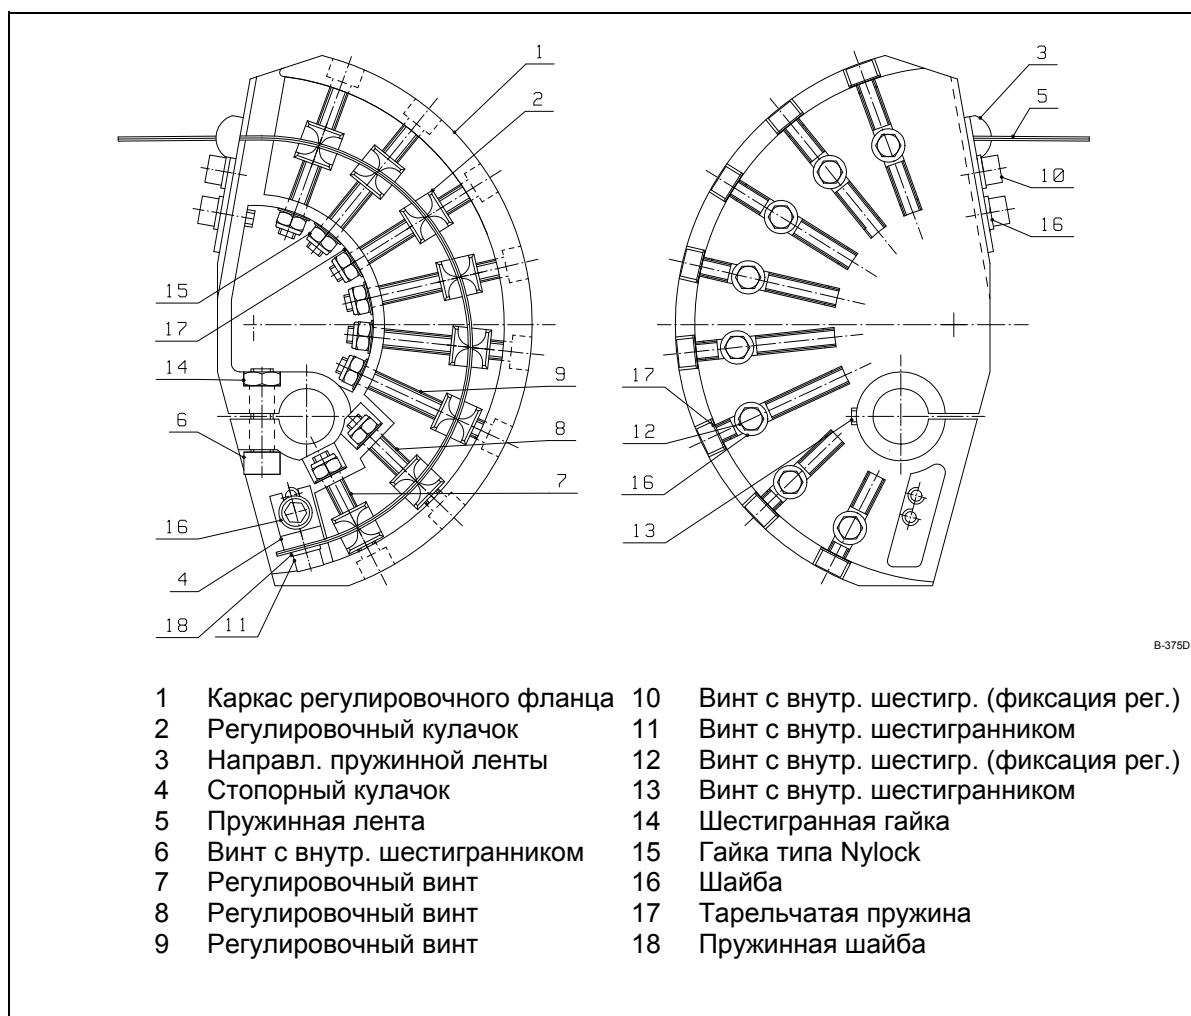 1
2
3
5
10
16
15
17
14
6
9
8
7
16
4
18
11
17
12
16
13
B-375D
1 Каркас регулировочного фланца 10 Винт с внутр. шестигр. (фиксация рег.)
2 Регулировочный кулачок 11 Винт с внутр. шестигранником
3 Направл. пружинной ленты 12 Винт с внутр. шестигр. (фиксация рег.)
4 Стопорный кулачок 13 Винт с внутр. шестигранником
5 Пружинная лента 14 Шестигранная гайка
6 Винт с внутр. шестигранником 15 Гайка типа Nylock
7 Регулировочный винт 16 Шайба
8 Регулировочный винт 17 Тарельчатая пружина
9 Регулировочный винт 18 Пружинная шайба